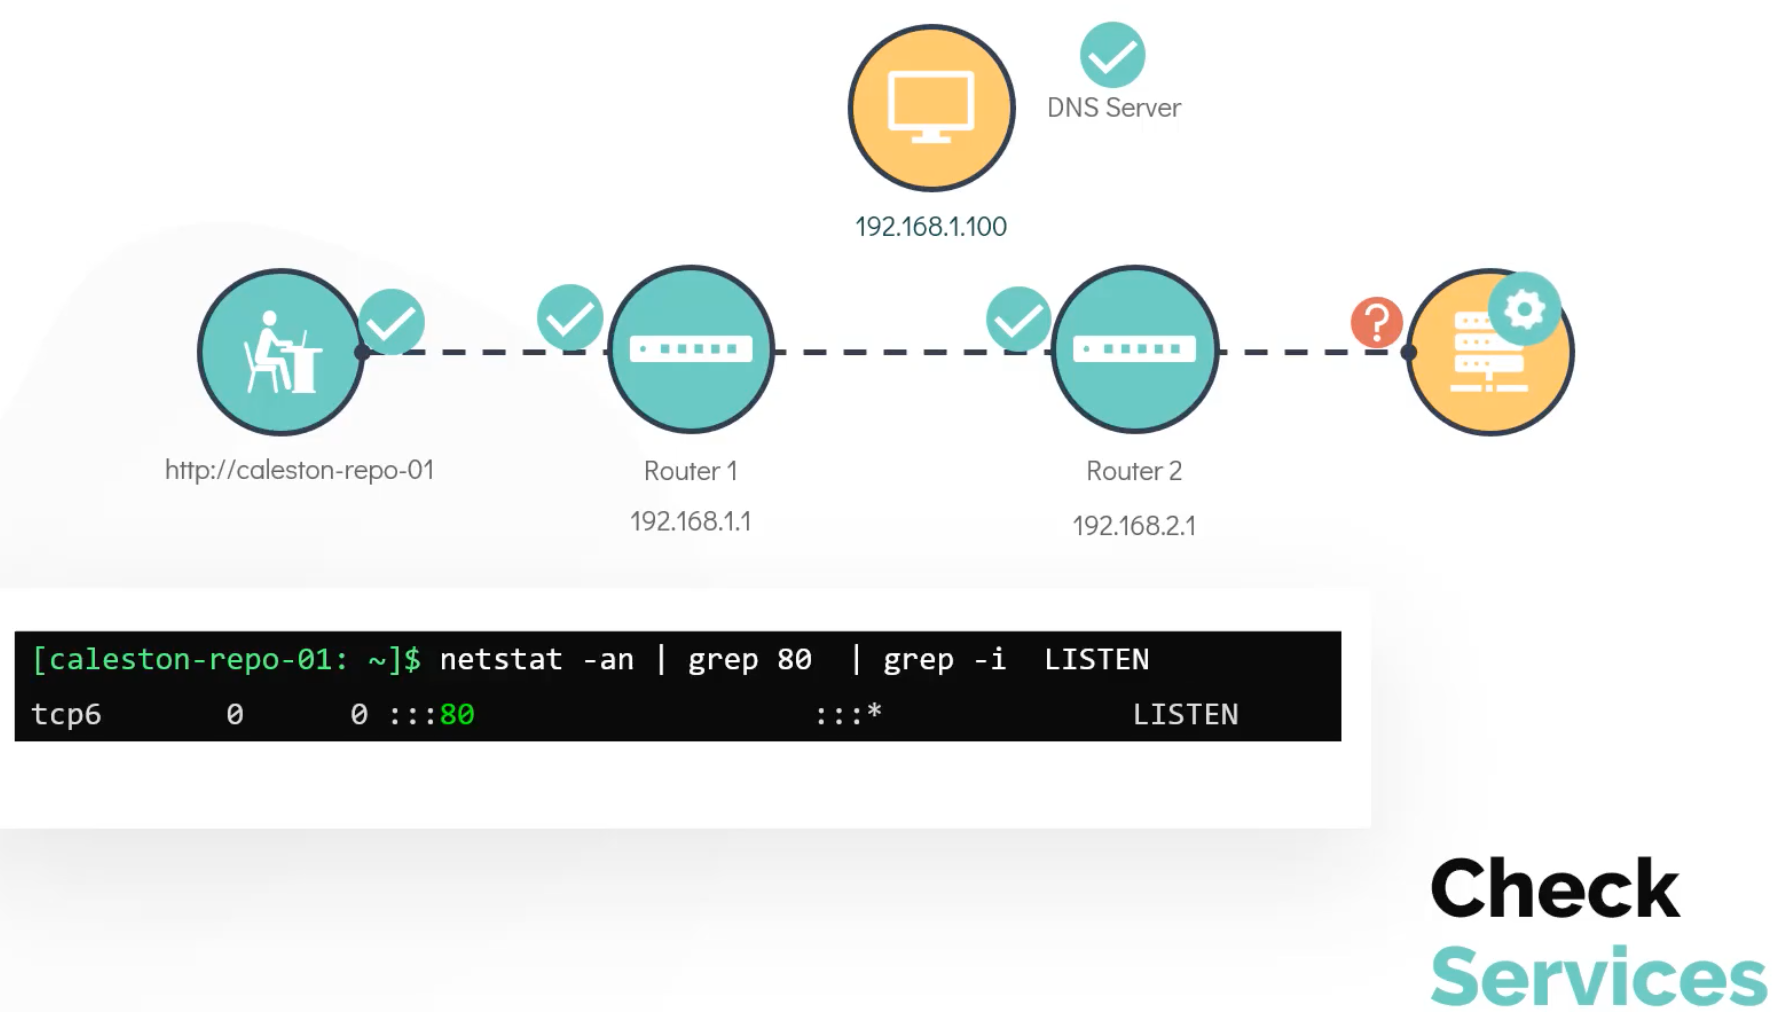 DNS Server
192.168.1.100
?
http://caleston-repo-01
Router 1
192.168.1.1
Router 2
192.168.2.1
[caleston-repo-01: ~]$ netstat -an | grep 80 | grep -i LISTEN
tcp6 0 0 :::80 :::* LISTEN
Check
Services